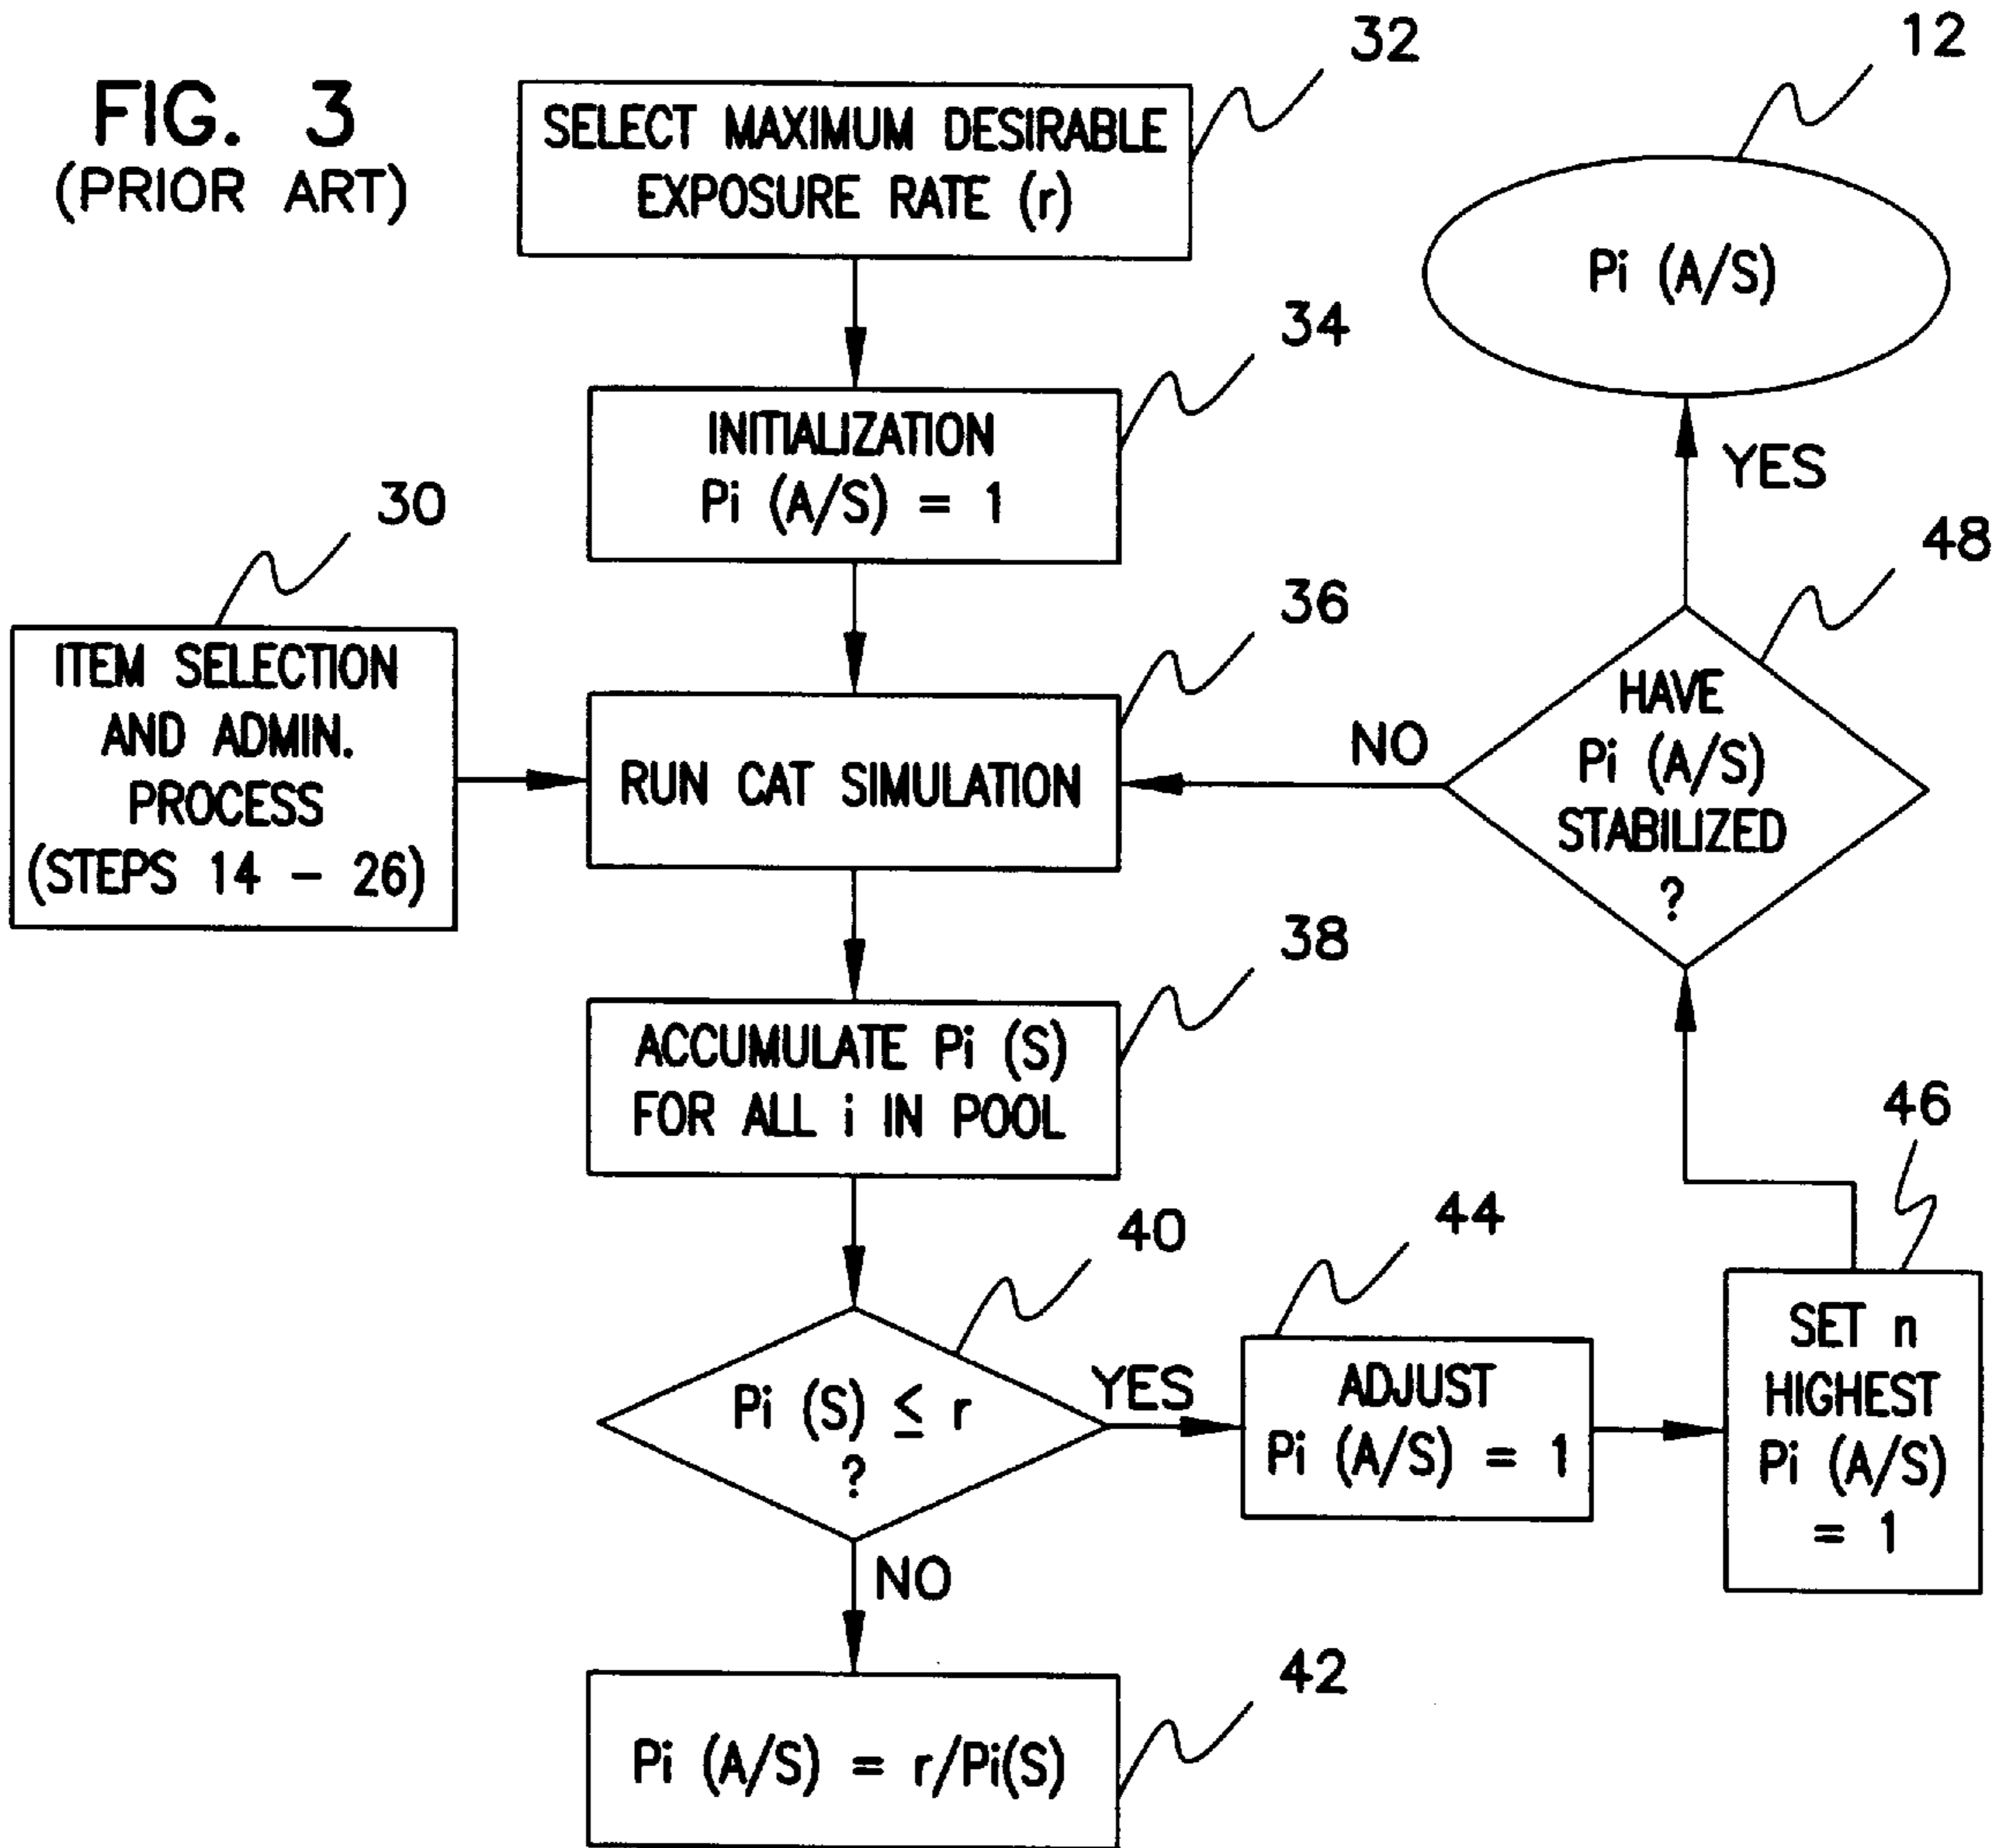 FIG. 3
(PRIOR ART)
32
SELECT MAXIMUM DESIRABLE
EXPOSURE RATE (r)
12
Pi (A/S)
34
INITIALIZATION
Pi (A/S) = 1
YES
30
ITEM SELECTION
AND ADMIN.
PROCESS
(STEPS 14 - 26)
36
RUN CAT SIMULATION
NO
48
HAVE
Pi (A/S)
STABILIZED
?
38
ACCUMULATE Pi (S)
FOR ALL i IN POOL
40
Pi (S) ≤ r
?
YES
44
ADJUST
Pi (A/S) = 1
46
SET n
HIGHEST
Pi (A/S)
= 1
NO
42
Pi (A/S) = r/Pi(S)